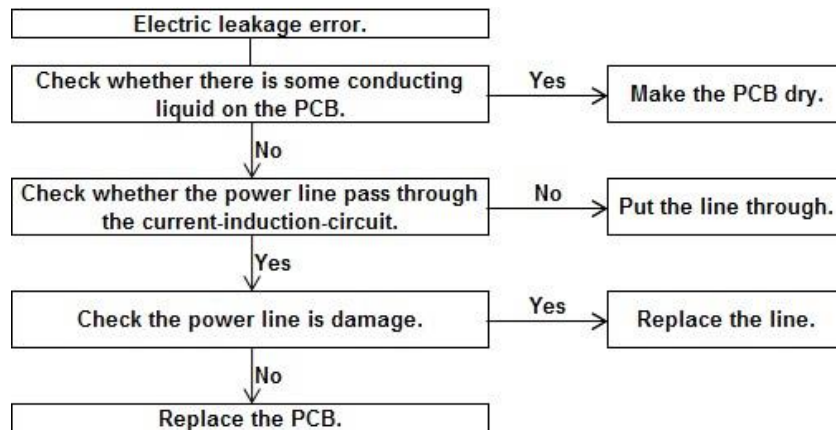 Electric leakage error.
Check whether there is some conducting
liquid on the PCB.
Yes
Make the PCB dry.
No
Check whether the power line pass through
the current-induction-circuit.
No
Put the line through.
Yes
Check the power line is damage.
Yes
Replace the line.
No
Replace the PCB.